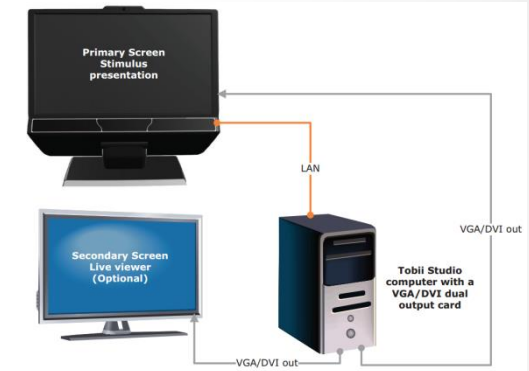 Primary Screen
Stimulus
presentation
LAN
VGA/DVI out
Secondary Screen
Live viewer
(Optional)
Tobii Studio
computer with a
VGA/DVI dual
output card
VGA/DVI out